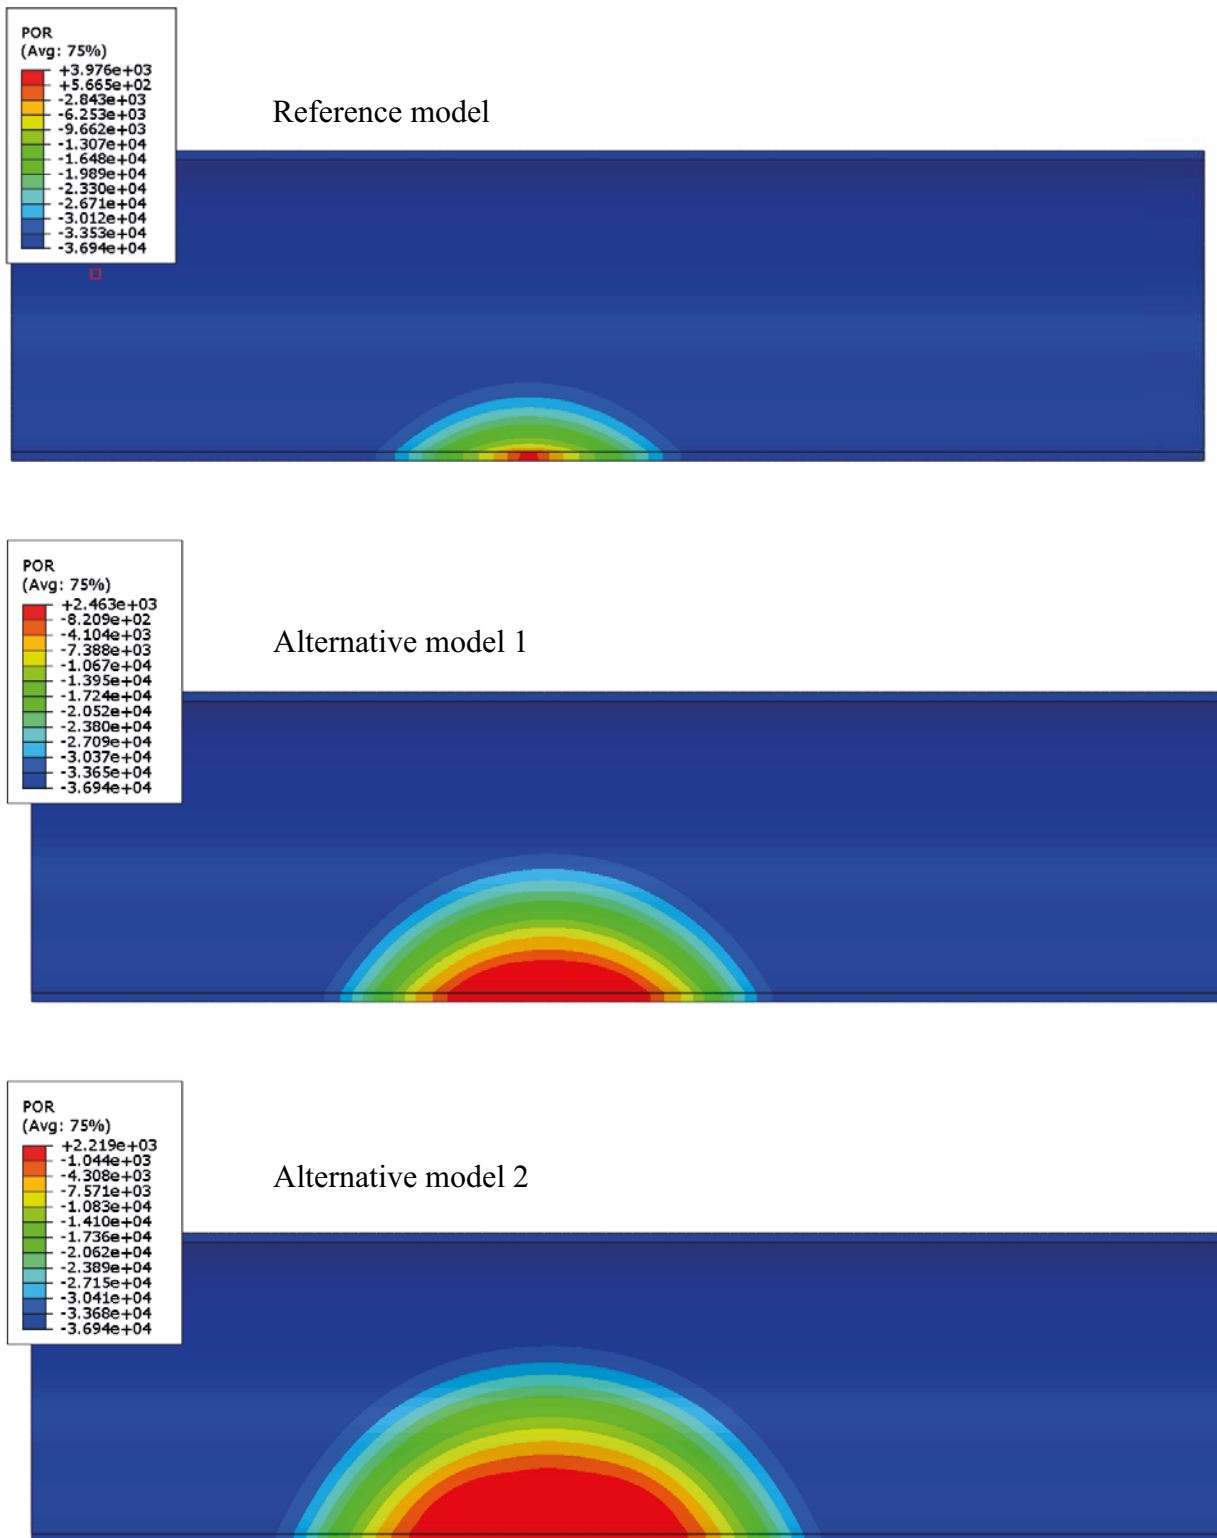 POR
(Avg: 75%)
+3.976e+03
+5.665e+02
-2.843e+03
-6.253e+03
-9.662e+03
-1.307e+04
-1.648e+04
-1.989e+04
-2.330e+04
-2.671e+04
-3.012e+04
-3.353e+04
-3.694e+04
Reference model
POR
(Avg: 75%)
+2.463e+03
-8.209e+02
-4.104e+03
-7.388e+03
-1.067e+04
-1.395e+04
-1.724e+04
-2.052e+04
-2.380e+04
-2.709e+04
-3.037e+04
-3.365e+04
-3.694e+04
Alternative model 1
POR
(Avg: 75%)
+2.219e+03
-1.044e+03
-4.308e+03
-7.571e+03
-1.083e+04
-1.410e+04
-1.736e+04
-2.062e+04
-2.389e+04
-2.715e+04
-3.041e+04
-3.368e+04
-3.694e+04
Alternative model 2